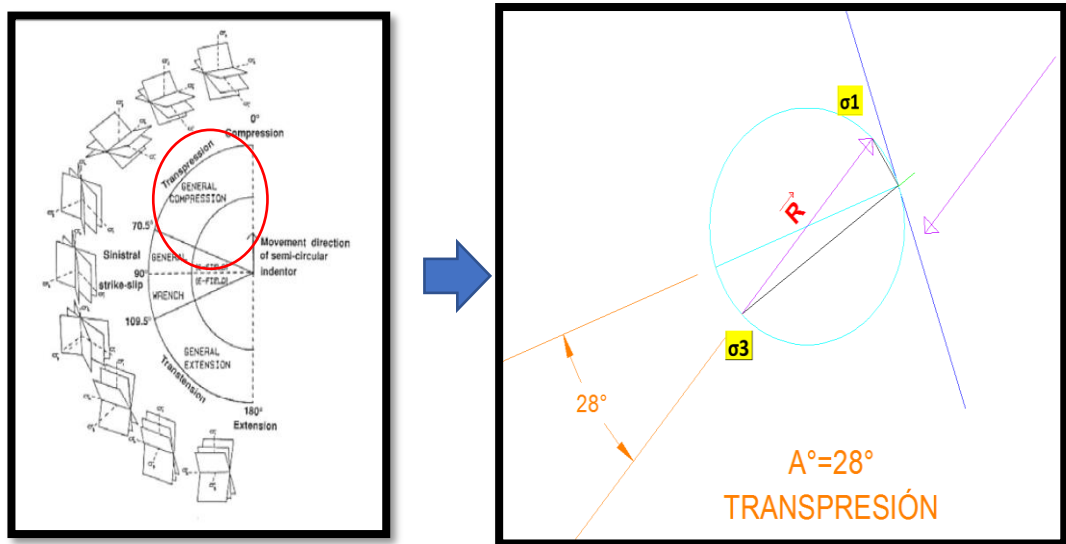 0°
Compression
Transpression
GENERAL
COMPRESSION
70.5°
Sinistral
GENERAL
Movement direction
of semi-circular
indentor
90°
strike-slip
WRENCH
109.5°
GENERAL
EXTENSION
Transtension
180°
Extension
σ1
R
σ3
28°
A°=28°
TRANSPRESIÓN